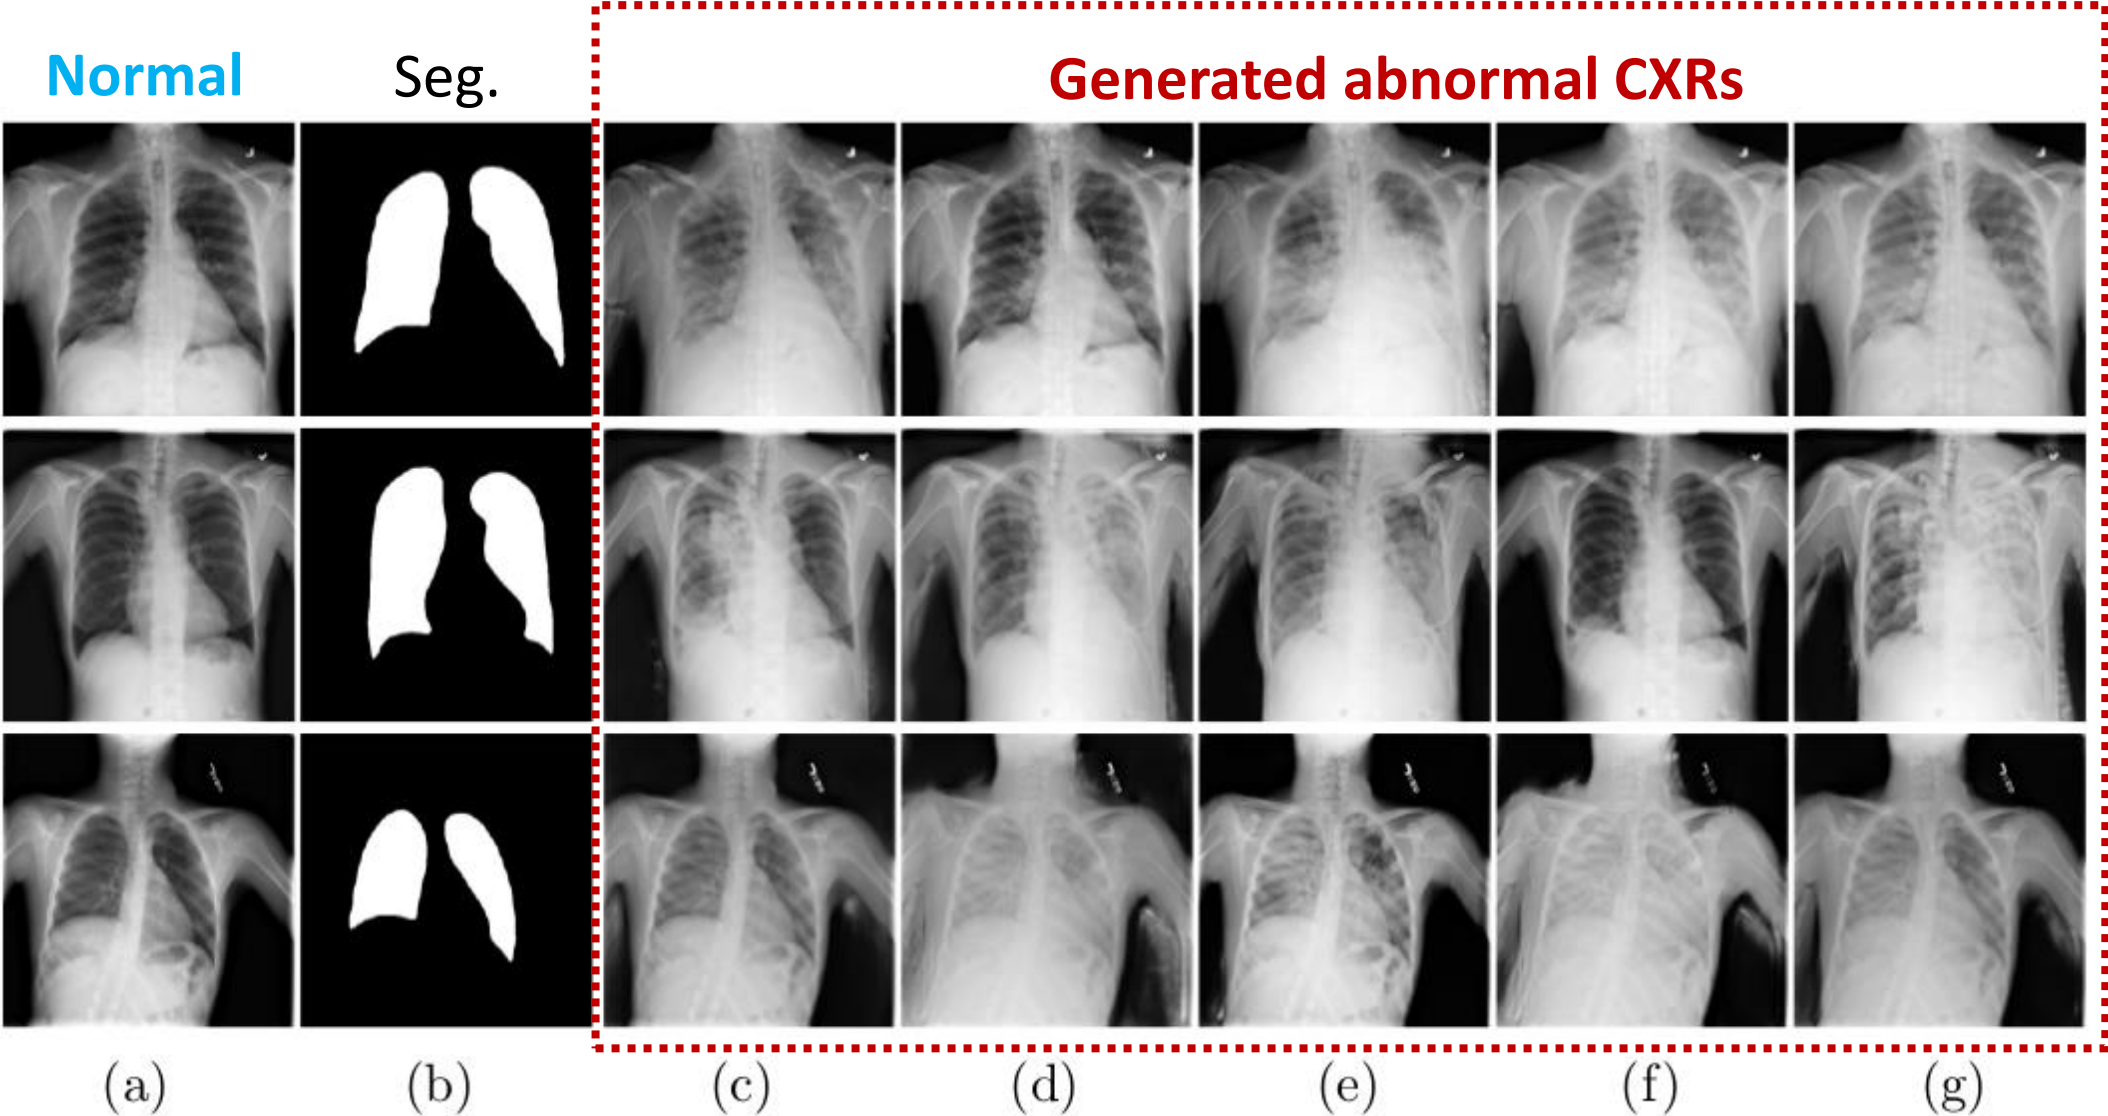 Normal
Seg.
Generated abnormal CXRs
(a)
(b)
(c)
(d)
(e)
(f)
(g)